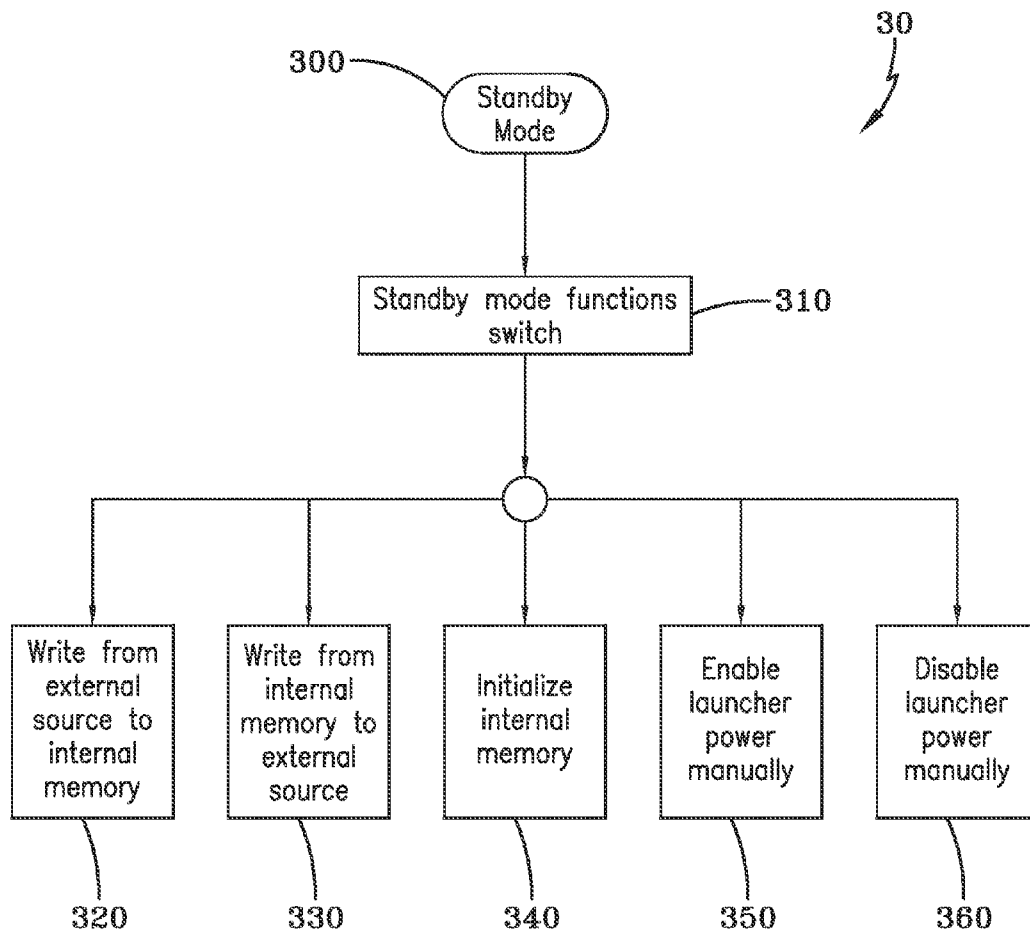 30
300
Standby
Mode
Standby mode functions
switch
310
Write from
external
source to
internal
memory
Write from
internal
memory to
external
source
Initialize
internal
memory
Enable
launcher
power
manually
Disable
launcher
power
manually
320
330
340
350
360